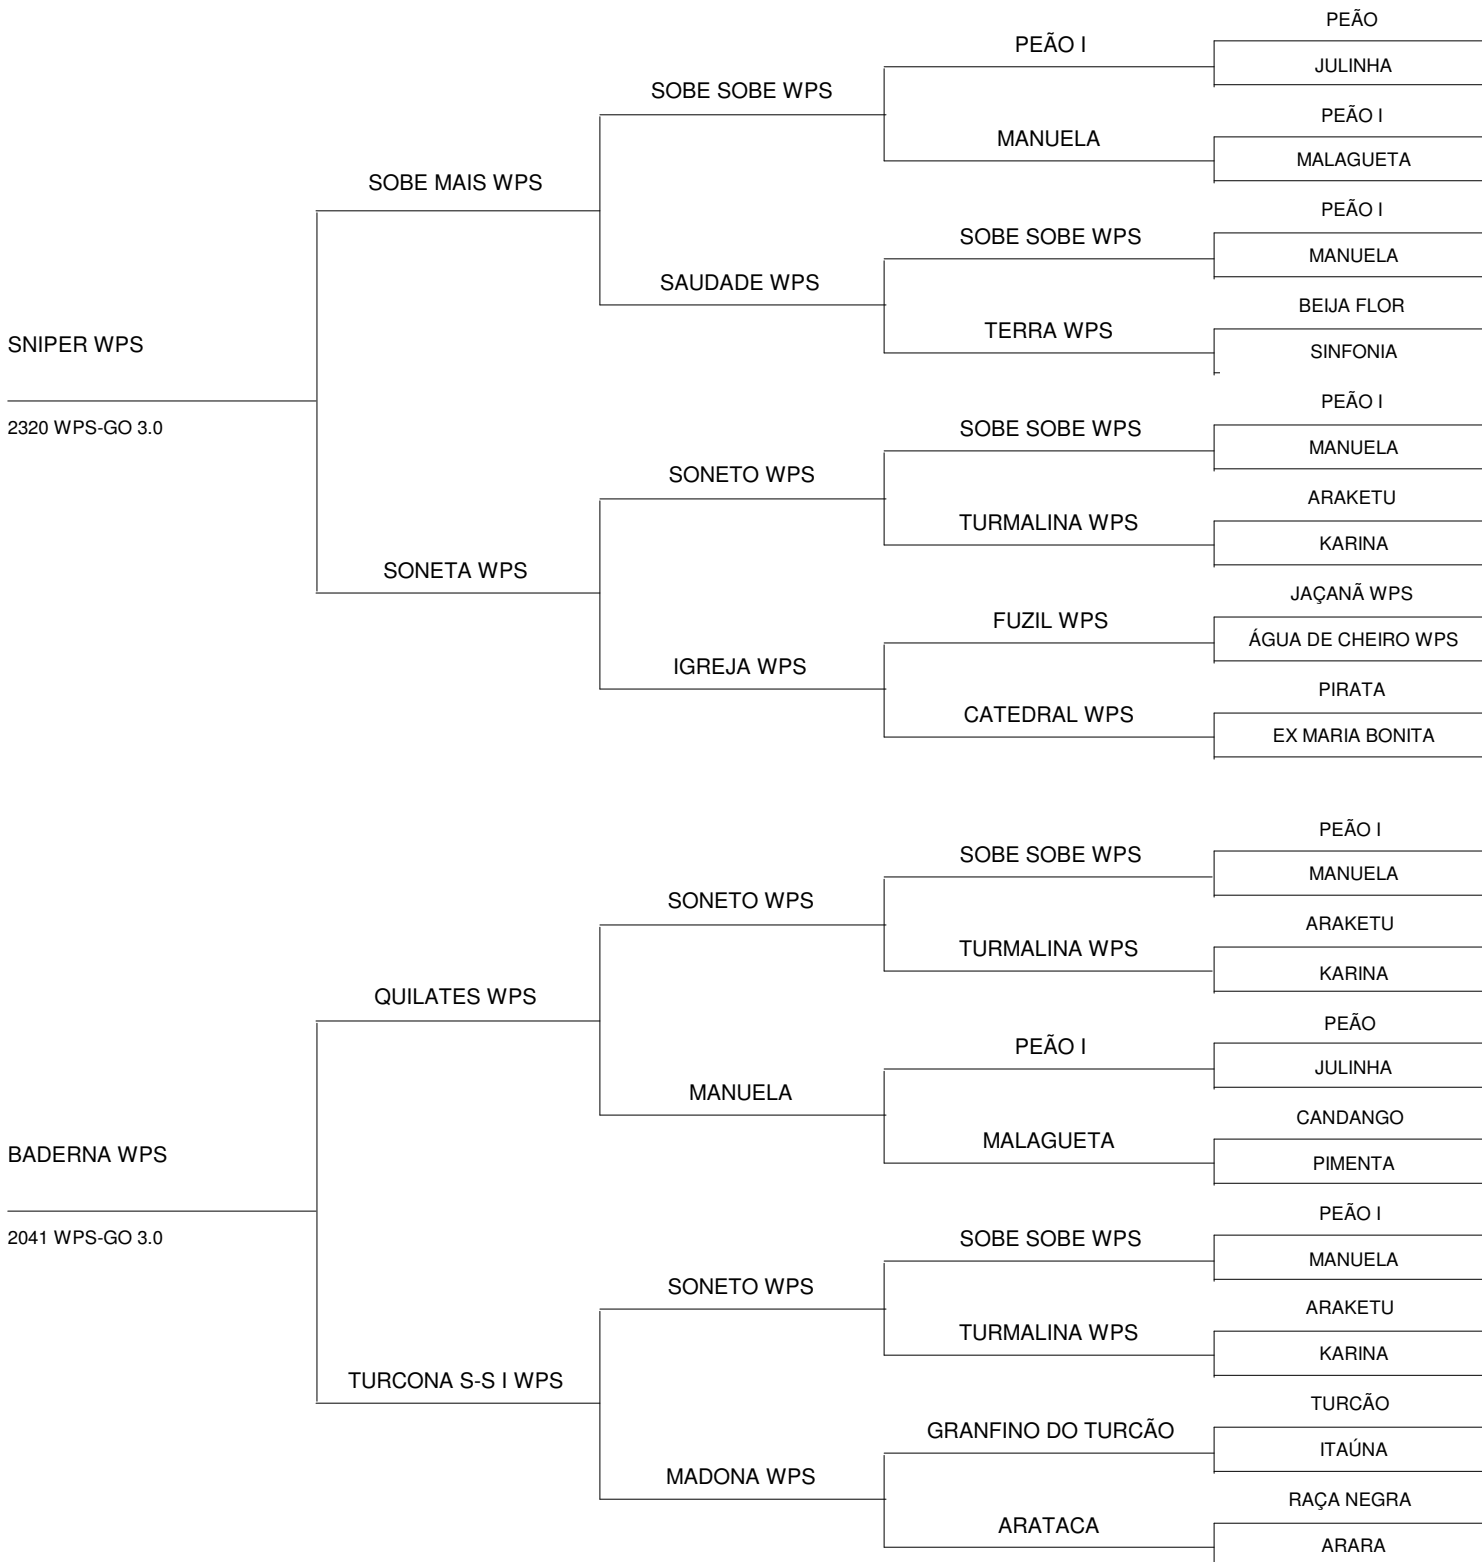 PEÃO
PEÃO I
JULINHA
SOBE SOBE WPS
PEÃO I
MANUELA
MALAGUETA
SOBE MAIS WPS
PEÃO I
SOBE SOBE WPS
MANUELA
SAUDADE WPS
BEIJA FLOR
TERRA WPS
SINFONIA
SNIPER WPS
2320 WPS-GO 3.0
PEÃO I
SOBE SOBE WPS
MANUELA
SONETO WPS
ARAKETU
TURMALINA WPS
KARINA
SONETA WPS
JAÇANÃ WPS
FUZIL WPS
ÁGUA DE CHEIRO WPS
IGREJA WPS
PIRATA
CATEDRAL WPS
EX MARIA BONITA
PEÃO I
SOBE SOBE WPS
MANUELA
SONETO WPS
ARAKETU
TURMALINA WPS
KARINA
QUILATES WPS
PEÃO
PEÃO I
JULINHA
MANUELA
CANDANGO
MALAGUETA
PIMENTA
BADERNA WPS
2041 WPS-GO 3.0
PEÃO I
SOBE SOBE WPS
MANUELA
SONETO WPS
ARAKETU
TURMALINA WPS
KARINA
TURCONA S-S I WPS
TURCÃO
GRANFINO DO TURCÃO
ITAÚNA
MADONA WPS
RAÇA NEGRA
ARATACA
ARARA